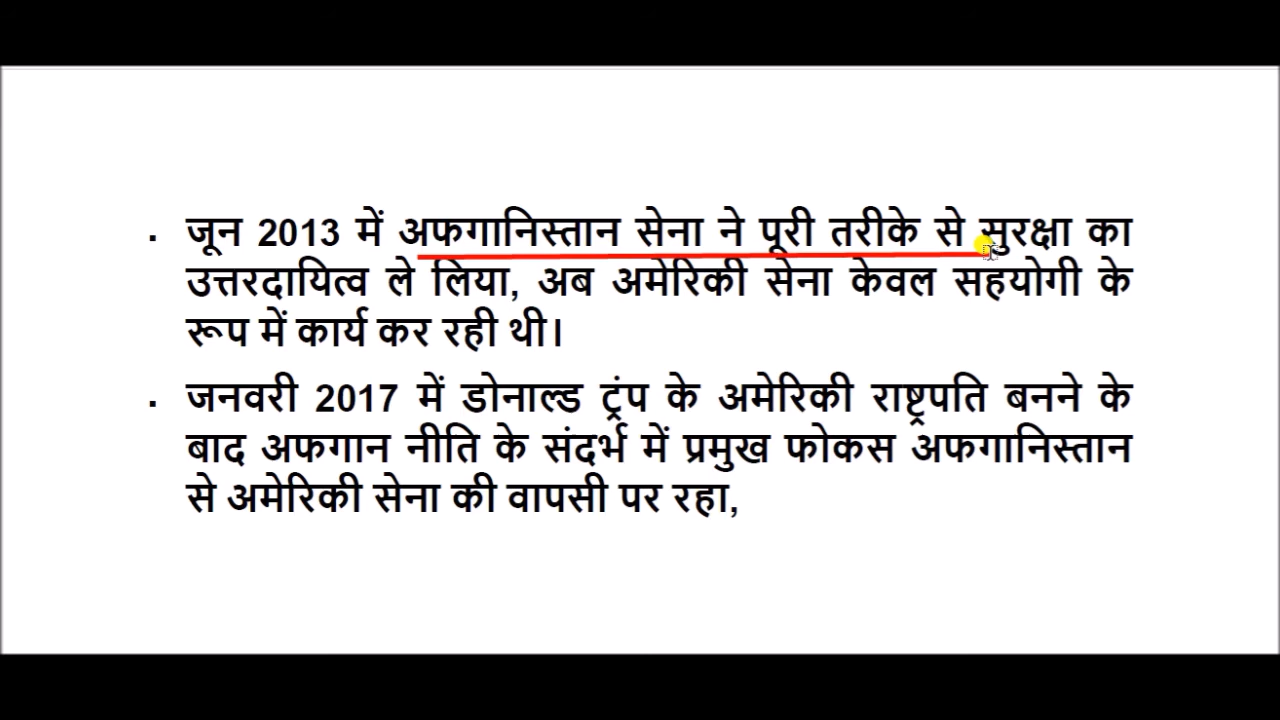 ▪ जून 2013 में अफगानिस्तान सेना ने पूरी तरीके से सुरक्षा का
उत्तरदायित्व ले लिया, अब अमेरिकी सेना केवल सहयोगी के
रूप में कार्य कर रही थी।
▪ जनवरी 2017 में डोनाल्ड ट्रंप के अमेरिकी राष्ट्रपति बनने के
बाद अफगान नीति के संदर्भ में प्रमुख फोकस अफगानिस्तान
से अमेरिकी सेना की वापसी पर रहा,